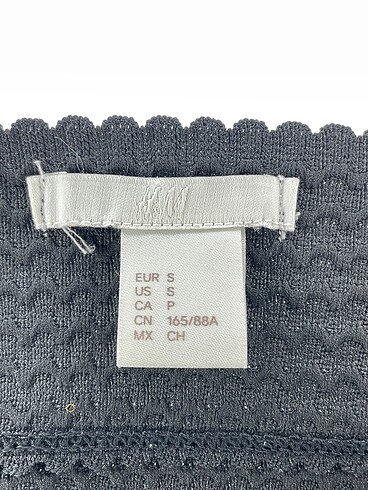 H&M
EUR S
US S
CA P
CN 165/88A
MX CH